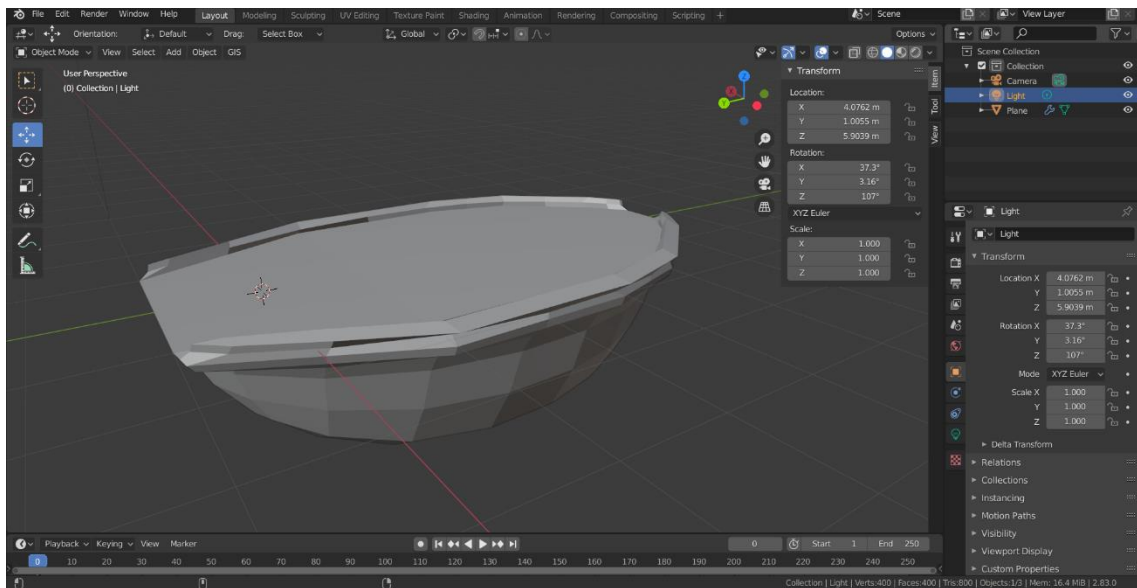 File Edit Render Window Help Layout Modeling Sculpting UV Editing Texture Paint Shading Animation Rendering Compositing Scripting + Scene View Layer
Orientation: Default Drag: Select Box Global Options
Object Mode View Select Add Object GIS
User Perspective
(0) Collection | Light
Z
Y
Transform
Location:
X 4.0762 m
Y 1.0055 m
Z 5.9039 m
Rotation:
X 37.3°
Y 3.16°
Z 107°
XYZ Euler
Scale:
X 1.000
Y 1.000
Z 1.000
Item
Tool
View
Scene Collection
Collection
Camera
Light
Plane
Light
Light
Transform
Location X 4.0762 m
Y 1.0055 m
Z 5.9039 m
Rotation X 37.3°
Y 3.16°
Z 107°
Mode XYZ Euler
Scale X 1.000
Y 1.000
Z 1.000
Delta Transform
Relations
Collections
Instancing
Motion Paths
Visibility
Viewport Display
Custom Properties
Playback Keying View Marker 0 Start 1 End 250
0 10 20 30 40 50 60 70 80 90 100 110 120 130 140 150 160 170 180 190 200 210 220 230 240 250
Collection | Light | Verts:400 | Faces:400 | Tris:800 | Objects:1/3 | Mem: 16.4 MiB | 2.83.0